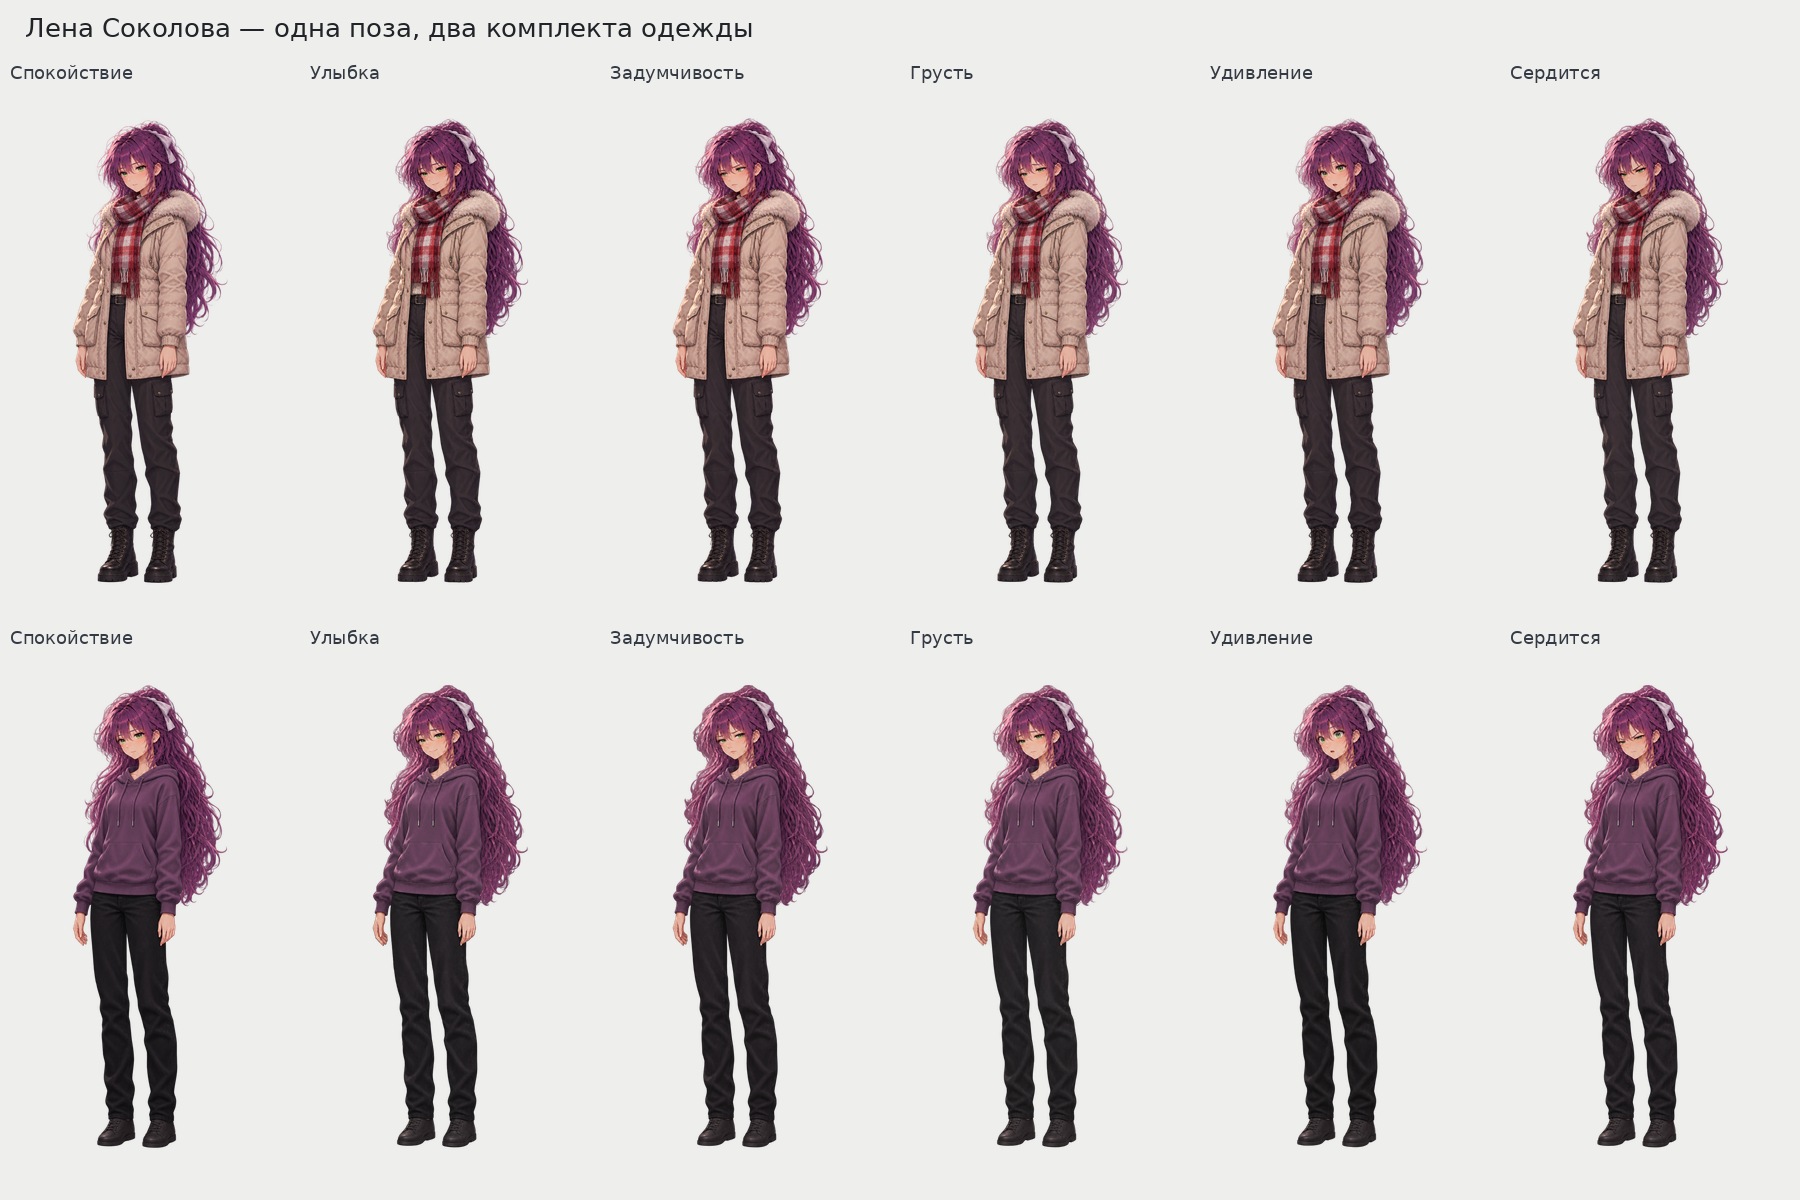 Лена Соколова — одна поза, два комплекта одежды
Спокойствие
Улыбка
Задумчивость
Грусть
Удивление
Сердится
Спокойствие
Улыбка
Задумчивость
Грусть
Удивление
Сердится